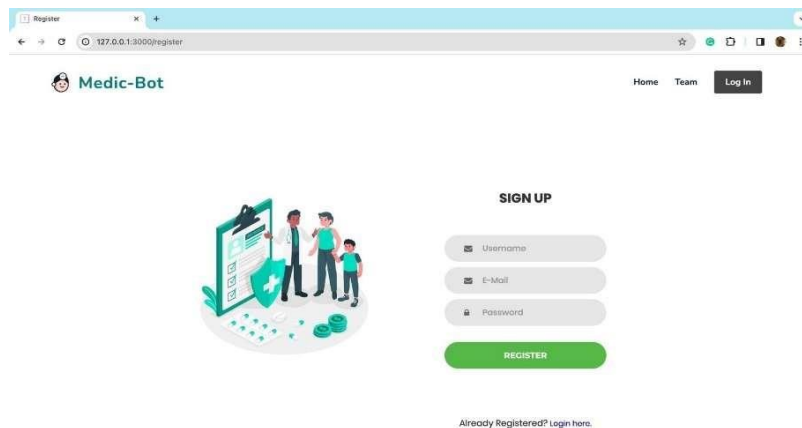 Register
127.0.0.1:3000/register
Medic-Bot
Home Team Log In
SIGN UP
Username
E-Mail
Password
REGISTER
Already Registered? Login here.